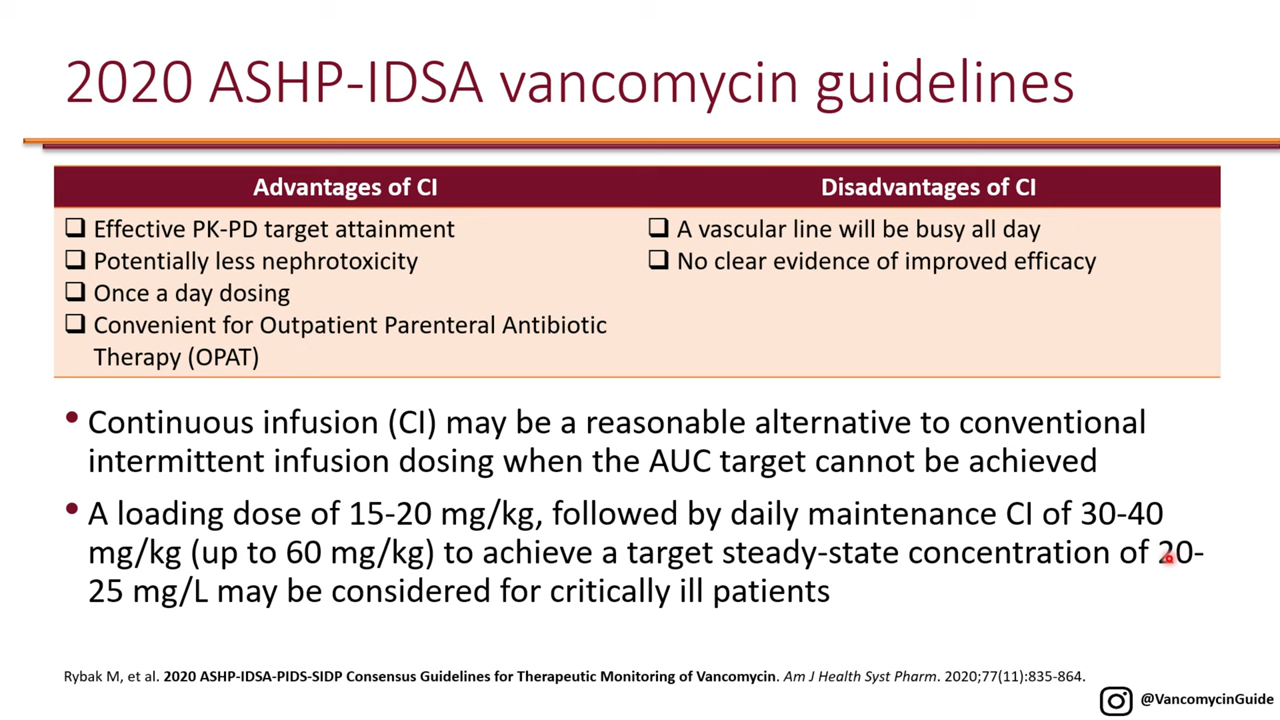 2020 ASHP-IDSA vancomycin guidelines
Advantages of CI
Disadvantages of CI
❑ Effective PK-PD target attainment
❑ Potentially less nephrotoxicity
❑ Once a day dosing
❑ Convenient for Outpatient Parenteral Antibiotic
Therapy (OPAT)
❑ A vascular line will be busy all day
❑ No clear evidence of improved efficacy
• Continuous infusion (CI) may be a reasonable alternative to conventional
intermittent infusion dosing when the AUC target cannot be achieved
• A loading dose of 15-20 mg/kg, followed by daily maintenance CI of 30-40
mg/kg (up to 60 mg/kg) to achieve a target steady-state concentration of 20-
25 mg/L may be considered for critically ill patients
Rybak M, et al. 2020 ASHP-IDSA-PIDS-SIDP Consensus Guidelines for Therapeutic Monitoring of Vancomycin. Am J Health Syst Pharm. 2020;77(11):835-864.
@VancomycinGuide